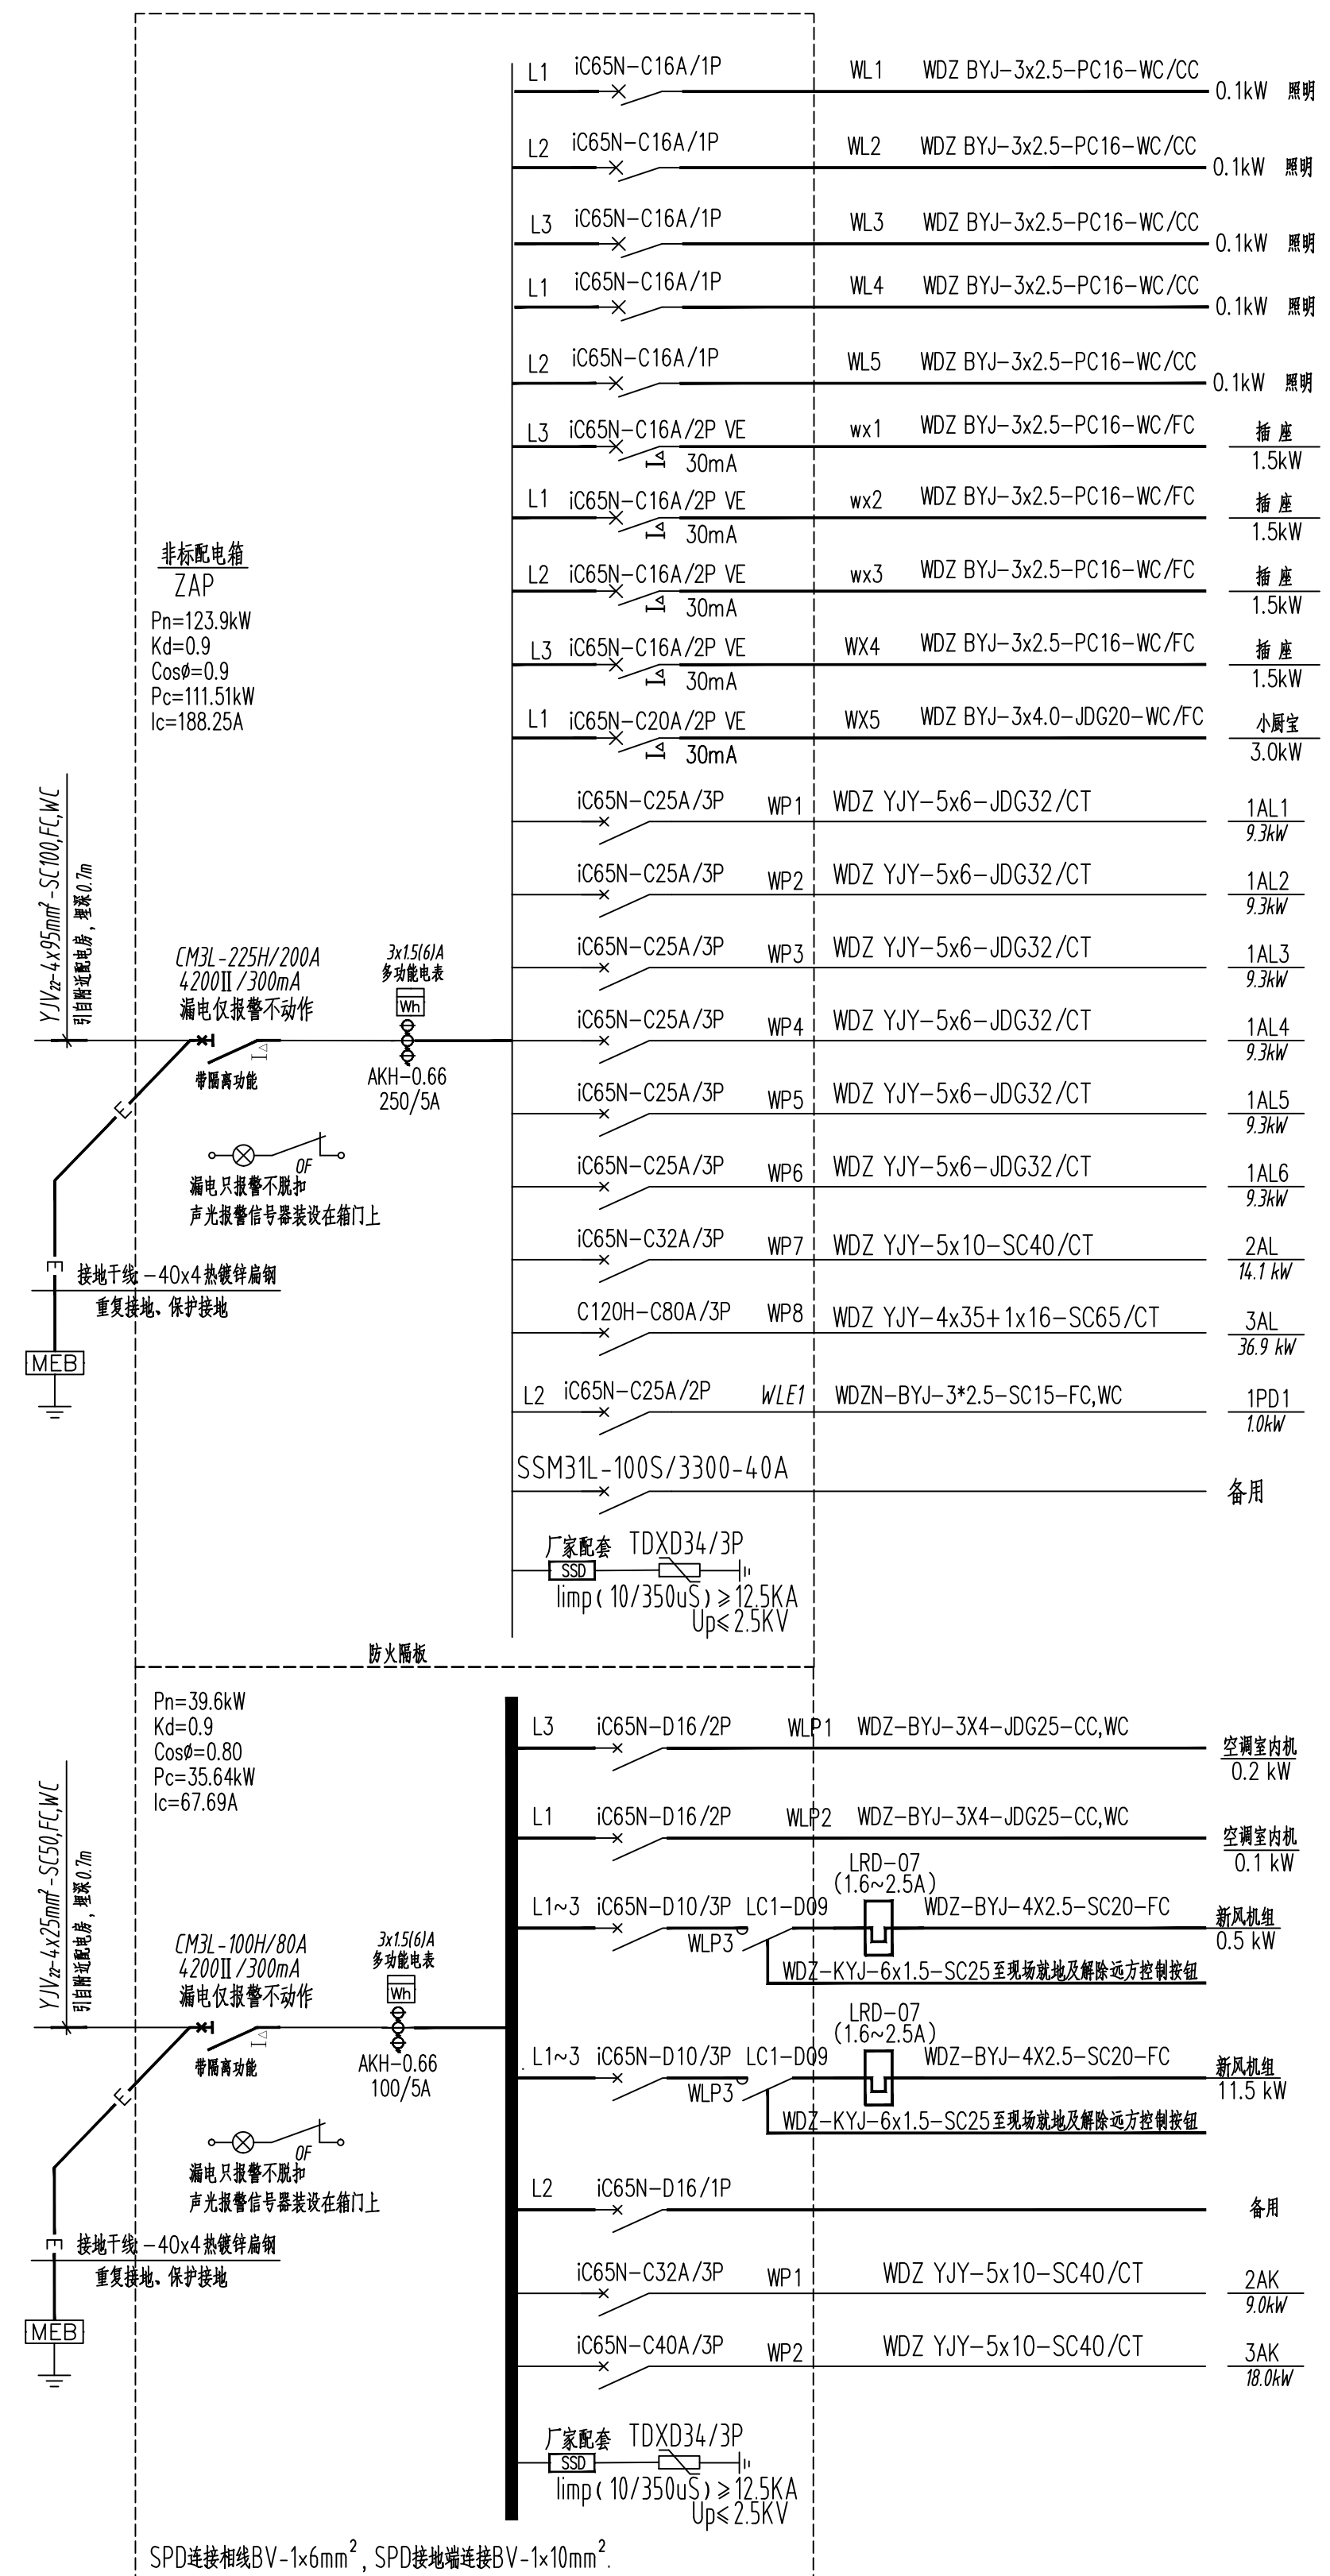 L1 iC65N-C16A/1P WL1 WDZ BYJ-3x2.5-PC16-WC/CC 0.1kW 照明
L2 iC65N-C16A/1P WL2 WDZ BYJ-3x2.5-PC16-WC/CC 0.1kW 照明
L3 iC65N-C16A/1P WL3 WDZ BYJ-3x2.5-PC16-WC/CC 0.1kW 照明
L1 iC65N-C16A/1P WL4 WDZ BYJ-3x2.5-PC16-WC/CC 0.1kW 照明
L2 iC65N-C16A/1P WL5 WDZ BYJ-3x2.5-PC16-WC/CC 0.1kW 照明
L3 iC65N-C16A/2P VE wx1 WDZ BYJ-3x2.5-PC16-WC/FC 插座
30mA 1.5kW
L1 iC65N-C16A/2P VE wx2 WDZ BYJ-3x2.5-PC16-WC/FC 插座
30mA 1.5kW
L2 iC65N-C16A/2P VE wx3 WDZ BYJ-3x2.5-PC16-WC/FC 插座
30mA 1.5kW
L3 iC65N-C16A/2P VE WX4 WDZ BYJ-3x2.5-PC16-WC/FC 插座
30mA 1.5kW
L1 iC65N-C20A/2P VE WX5 WDZ BYJ-3x4.0-JDG20-WC/FC 小厨宝
30mA 3.0kW
非标配电箱
ZAP
Pn=123.9kW
Kd=0.9
Cosø=0.9
Pc=111.51kW
Ic=188.25A
iC65N-C25A/3P WP1 WDZ YJY-5x6-JDG32/CT 1AL1
9.3kW
iC65N-C25A/3P WP2 WDZ YJY-5x6-JDG32/CT 1AL2
9.3kW
iC65N-C25A/3P WP3 WDZ YJY-5x6-JDG32/CT 1AL3
9.3kW
iC65N-C25A/3P WP4 WDZ YJY-5x6-JDG32/CT 1AL4
9.3kW
iC65N-C25A/3P WP5 WDZ YJY-5x6-JDG32/CT 1AL5
9.3kW
iC65N-C25A/3P WP6 WDZ YJY-5x6-JDG32/CT 1AL6
9.3kW
iC65N-C32A/3P WP7 WDZ YJY-5x10-SC40/CT 2AL
14.1 kW
C120H-C80A/3P WP8 WDZ YJY-4x35+1x16-SC65/CT 3AL
36.9 kW
L2 iC65N-C25A/2P WLE1 WDZN-BYJ-3*2.5-SC15-FC,WC 1PD1
1.0kW
SSM31L-100S/3300-40A 备用
厂家配套 TDXD34/3P
SSD
Iimp(10/350uS)≥12.5KA
Up≤2.5KV
YJV22-4x95mm²-SC100,FC,WC
引自附近配电房，埋深0.7m
CM3L-225H/200A
4200Ⅱ/300mA
漏电仅报警不动作
带隔离功能
3x1.5(6)A
多功能电表
Wh
AKH-0.66
250/5A
E
OF
漏电只报警不脱扣
声光报警信号器装设在箱门上
E
接地干线-40x4热镀锌扁钢
重复接地、保护接地
MEB
防火隔板
Pn=39.6kW
Kd=0.9
Cosø=0.80
Pc=35.64kW
Ic=67.69A
L3 iC65N-D16/2P WLP1 WDZ-BYJ-3X4-JDG25-CC,WC 空调室内机
0.2 kW
L1 iC65N-D16/2P WLP2 WDZ-BYJ-3X4-JDG25-CC,WC 空调室内机
0.1 kW
LRD-07
(1.6~2.5A)
L1~3 iC65N-D10/3P LC1-D09 WDZ-BYJ-4X2.5-SC20-FC 新风机组
WLP3 0.5 kW
WDZ-KYJ-6x1.5-SC25至现场就地及解除远方控制按钮
LRD-07
(1.6~2.5A)
L1~3 iC65N-D10/3P LC1-D09 WDZ-BYJ-4X2.5-SC20-FC 新风机组
WLP3 11.5 kW
WDZ-KYJ-6x1.5-SC25至现场就地及解除远方控制按钮
L2 iC65N-D16/1P 备用
iC65N-C32A/3P WP1 WDZ YJY-5x10-SC40/CT 2AK
9.0kW
iC65N-C40A/3P WP2 WDZ YJY-5x10-SC40/CT 3AK
18.0kW
厂家配套 TDXD34/3P
SSD
Iimp(10/350uS)≥12.5KA
Up≤2.5KV
YJV22-4x25mm²-SC50,FC,WC
引自附近配电房，埋深0.7m
CM3L-100H/80A
4200Ⅱ/300mA
漏电仅报警不动作
带隔离功能
3x1.5(6)A
多功能电表
Wh
AKH-0.66
100/5A
E
OF
漏电只报警不脱扣
声光报警信号器装设在箱门上
E
接地干线-40x4热镀锌扁钢
重复接地、保护接地
MEB
SPD连接相线BV-1×6mm²，SPD接地端连接BV-1×10mm².